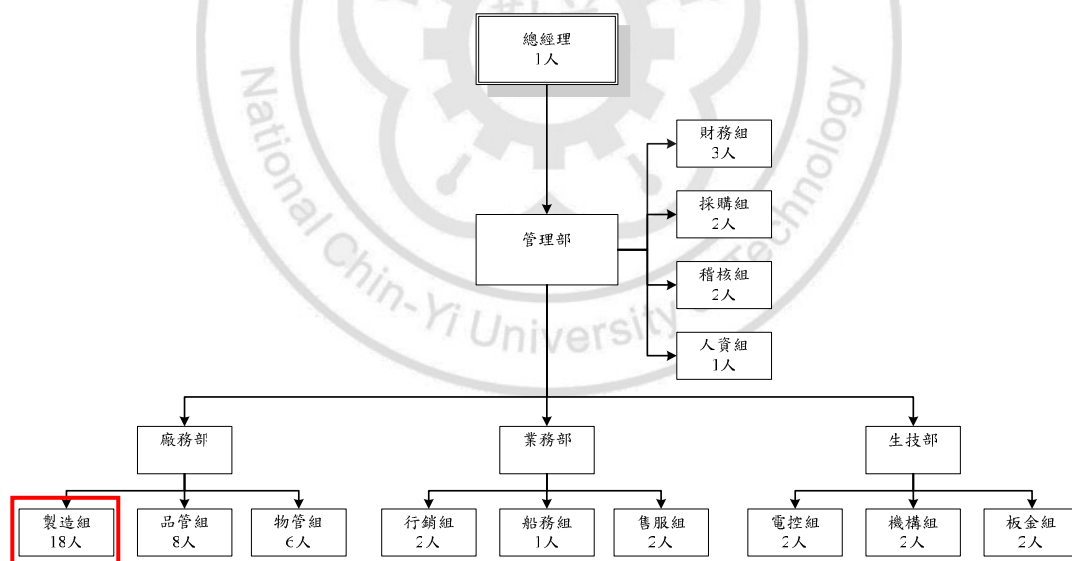 National Chin-Yi University of Technology
總經理
1人
財務組
3人
採購組
2人
管理部
稽核組
2人
人資組
1人
廠務部
業務部
生技部
製造組
18人
品管組
8人
物管組
6人
行銷組
2人
船務組
1人
售服組
2人
電控組
2人
機構組
2人
板金組
2人